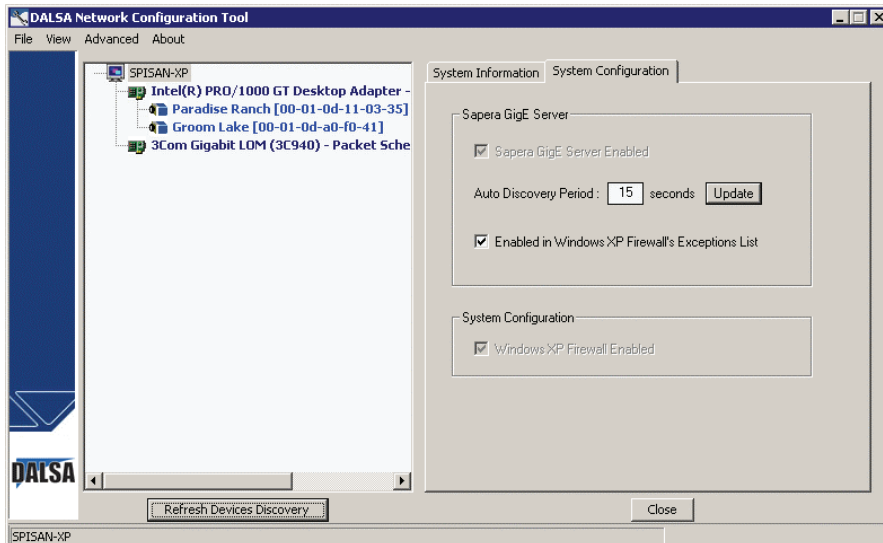 DALSA Network Configuration Tool
File View Advanced About
SPISAN-XP
Intel(R) PRO/1000 GT Desktop Adapter -
Paradise Ranch [00-01-0d-11-03-35]
Groom Lake [00-01-0d-a0-f0-41]
3Com Gigabit LOM (3C940) - Packet Sche
System Information System Configuration
Sapera GigE Server
Sapera GigE Server Enabled
Auto Discovery Period : 15 seconds Update
Enabled in Windows XP Firewall's Exceptions List
System Configuration
Windows XP Firewall Enabled
DALSA
Refresh Devices Discovery
Close
SPISAN-XP